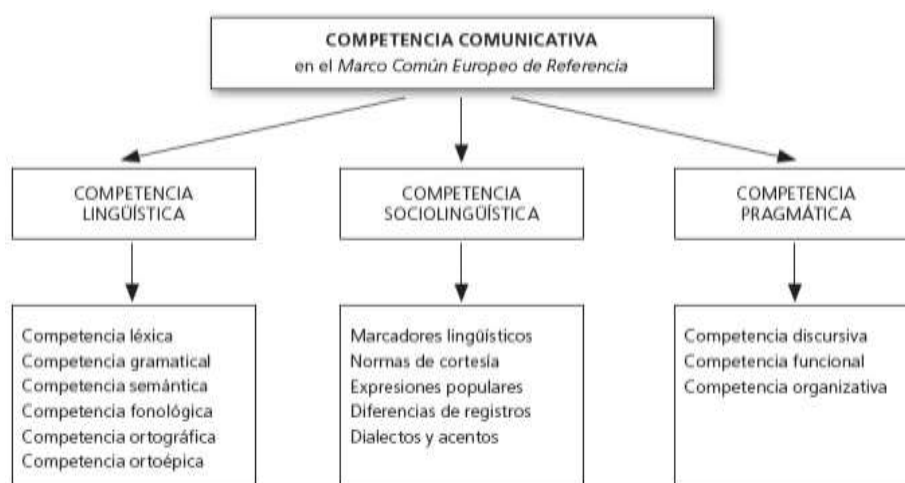 COMPETENCIA COMUNICATIVA
en el Marco Común Europeo de Referencia
COMPETENCIA
LINGÜÍSTICA
COMPETENCIA
SOCIOLINGÜÍSTICA
COMPETENCIA
PRAGMÁTICA
Competencia léxica
Competencia gramatical
Competencia semántica
Competencia fonológica
Competencia ortográfica
Competencia ortoépica
Marcadores lingüísticos
Normas de cortesía
Expresiones populares
Diferencias de registros
Dialectos y acentos
Competencia discursiva
Competencia funcional
Competencia organizativa